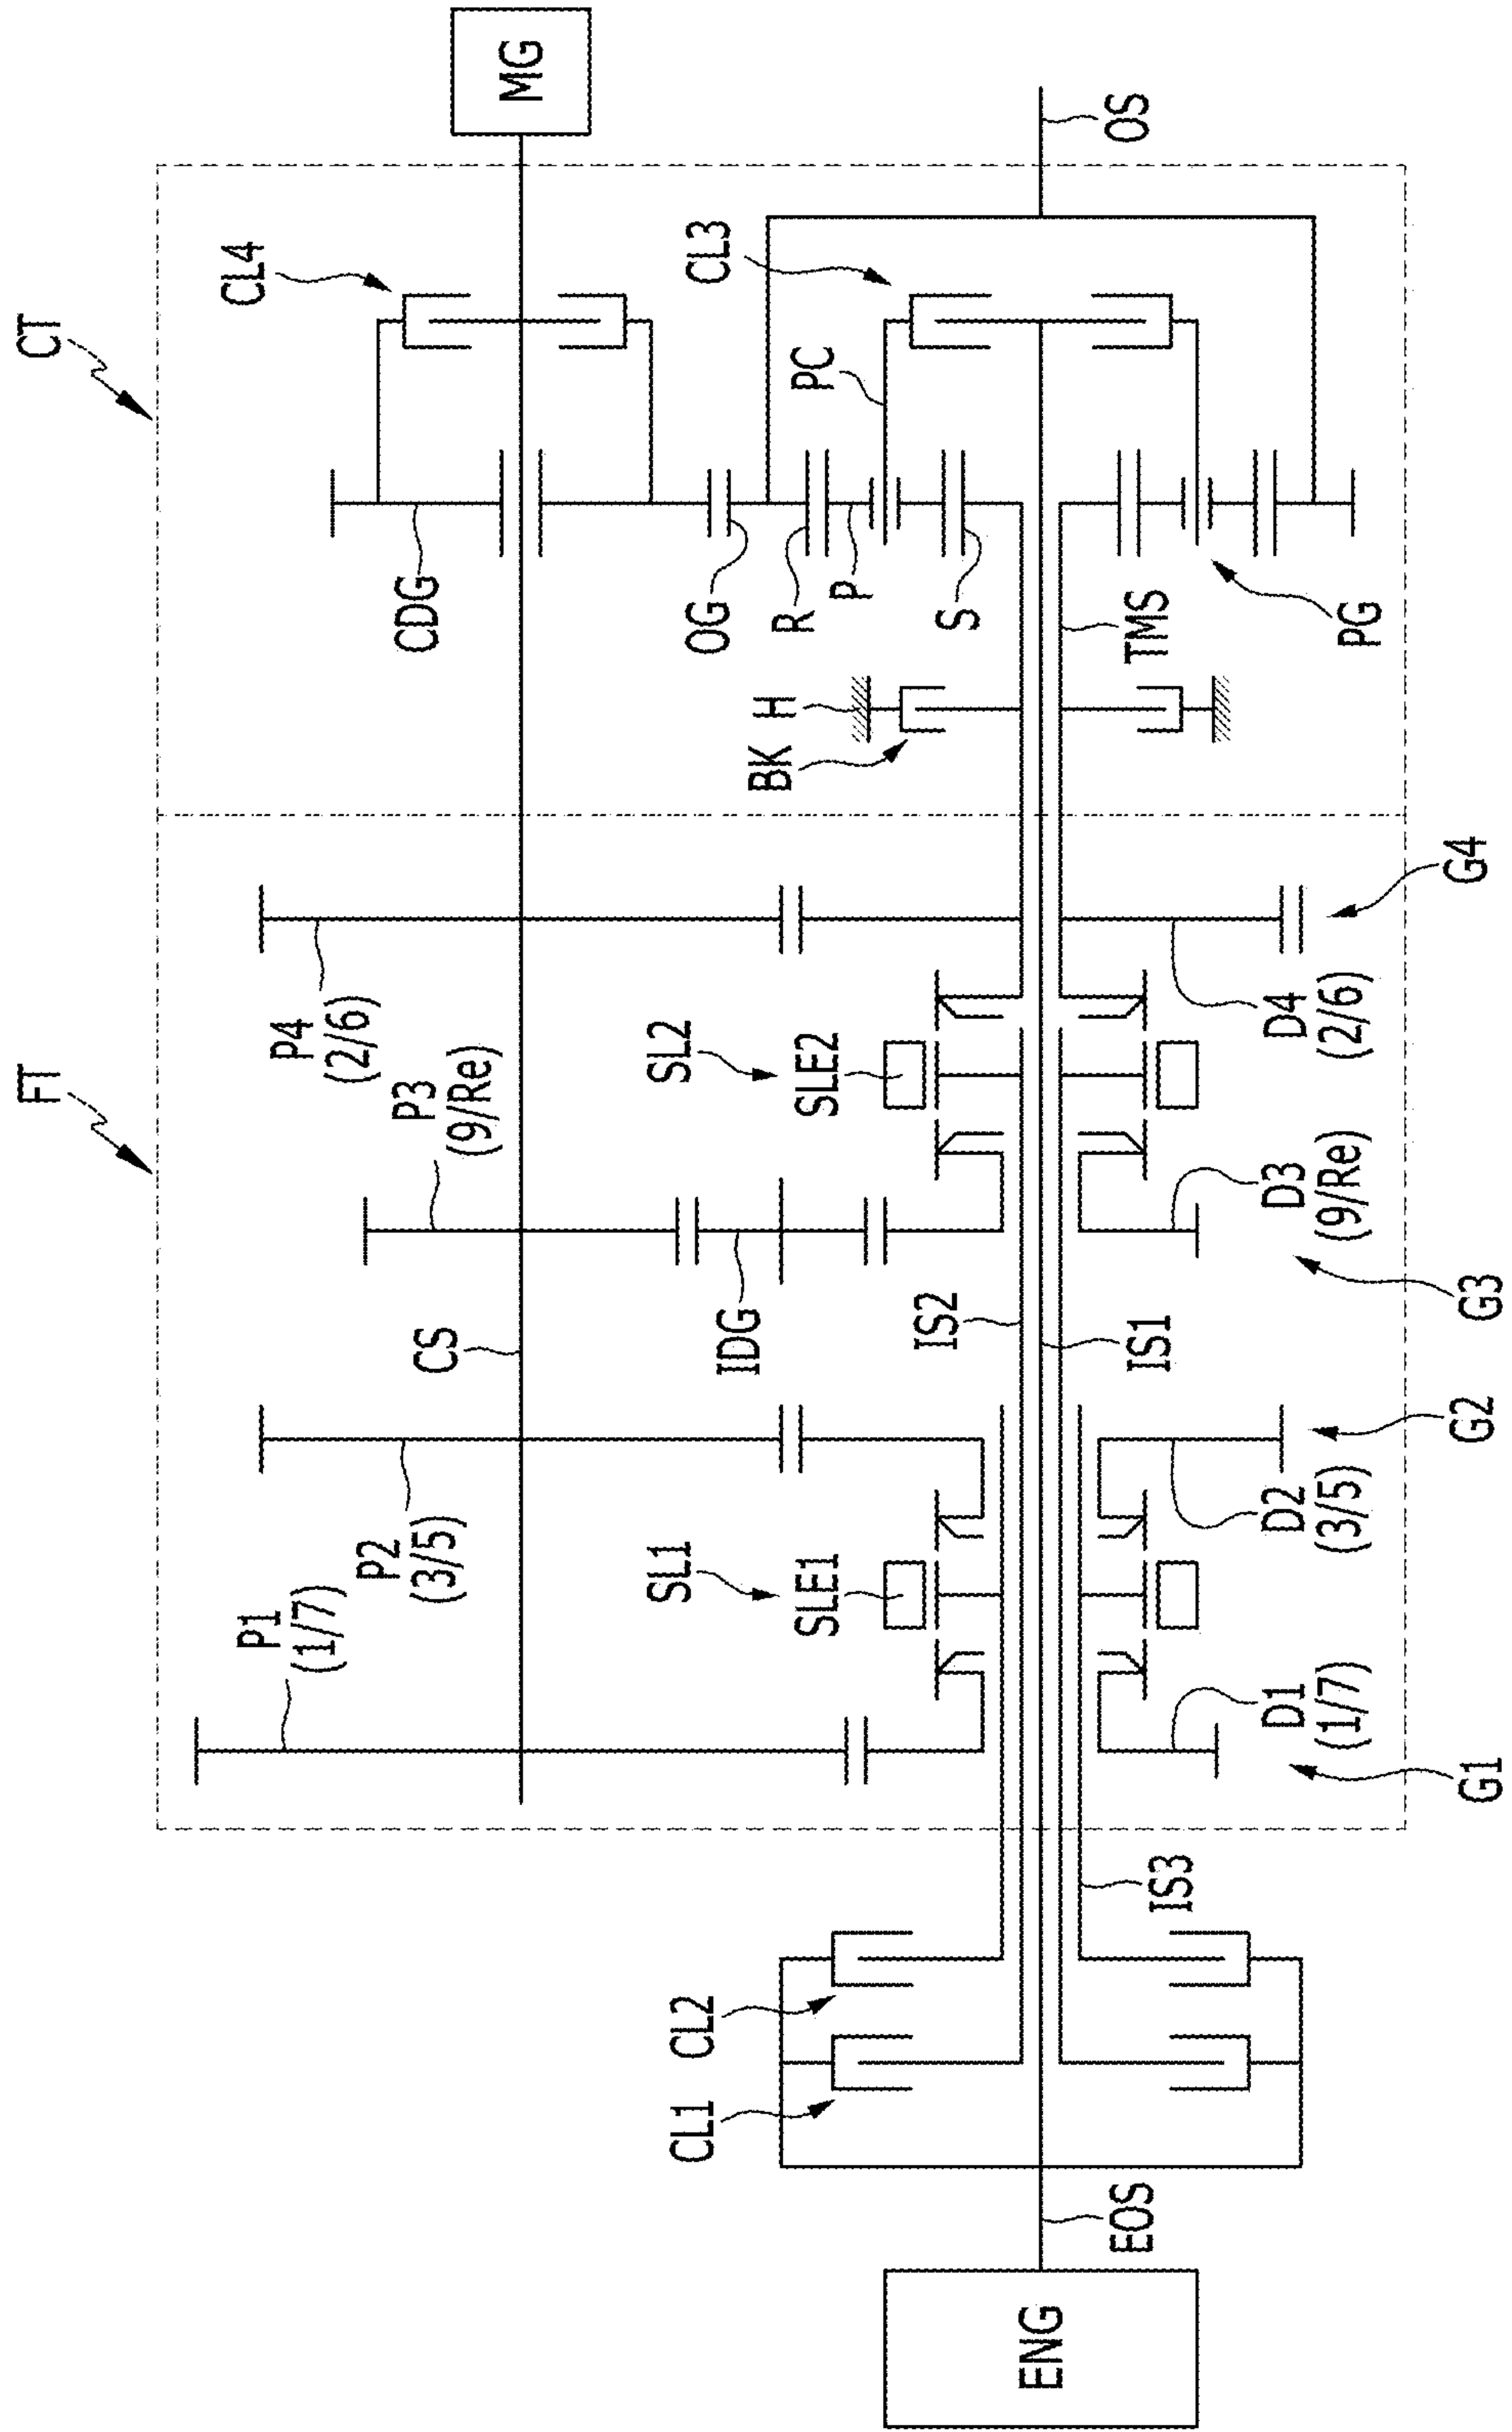 FT
CT
P1
(1/7)
P2
(3/5)
P3
(9/Re)
P4
(2/6)
CL4
MG
CS
CDG
CL1
CL2
SL1
SL2
IDG
OG
CL3
SLE1
SLE2
BK
H
R
P
PC
S
IS2
ENG
EOS
IS3
IS1
TMS
OS
D1
(1/7)
D2
(3/5)
D3
(9/Re)
D4
(2/6)
PG
G1
G2
G3
G4